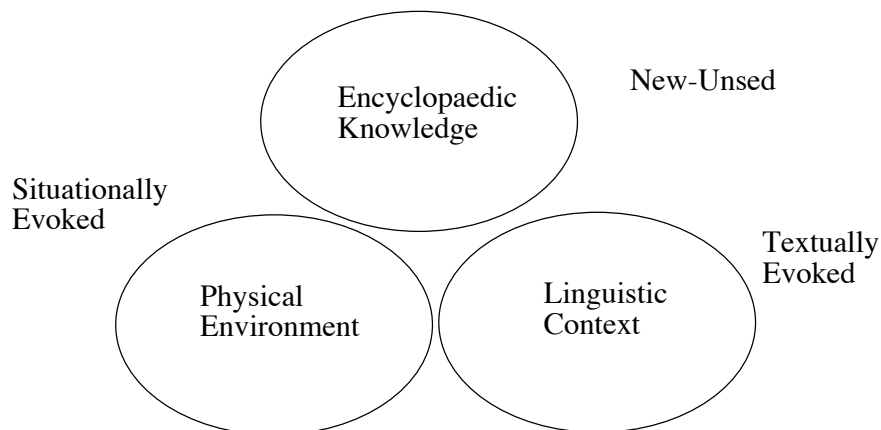 New-Unsed
Encyclopaedic
Knowledge
Situationally
Evoked
Textually
Evoked
Physical
Environment
Linguistic
Context